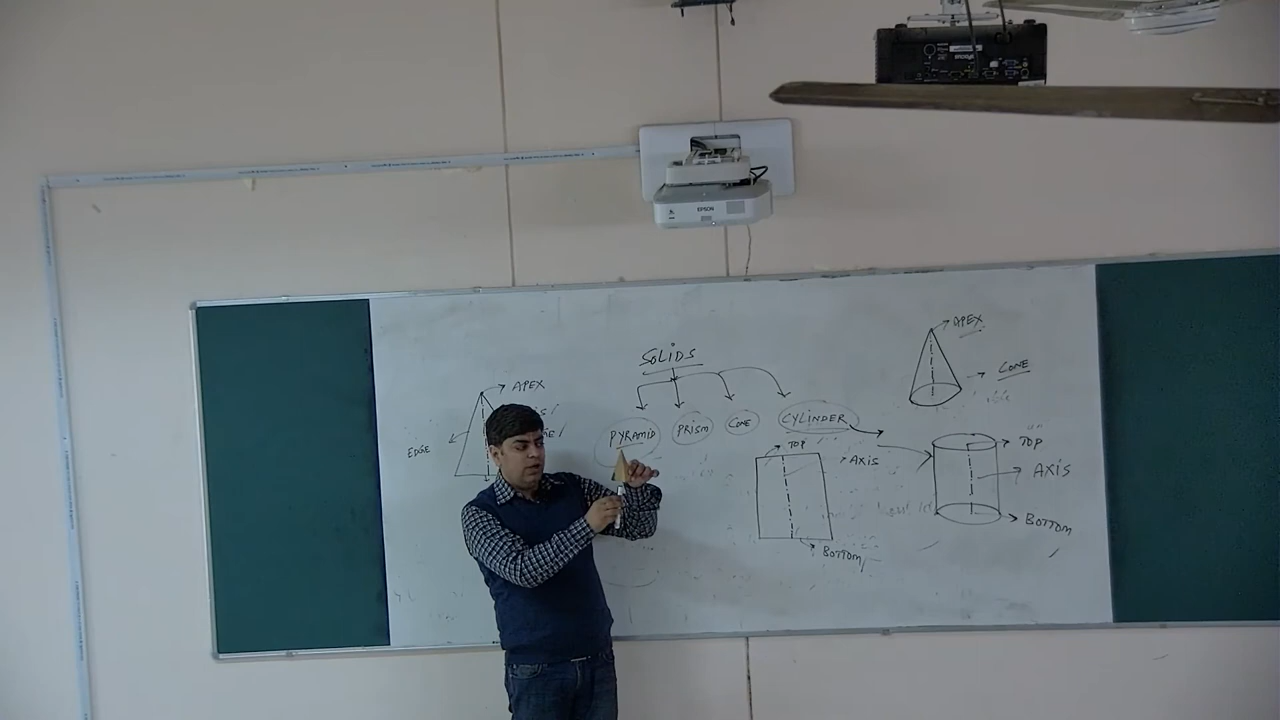 EPSON
SOLIDS
PYRAMID
PRISM
CONE
CYLINDER
APEX
EDGE
TOP
AXIS
BOTTOM
APEX
CONE
TOP
AXIS
BOTTOM